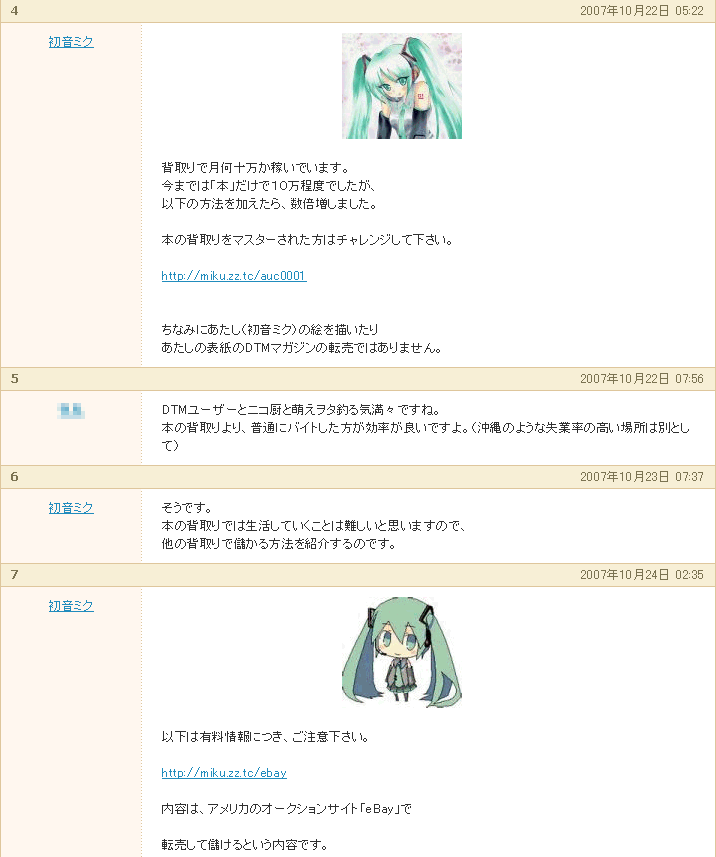 4 2007年10月22日 05:22
初音ミク
背取りで月何十万か稼いでいます。
今までは「本」だけで10万程度でしたが、
以下の方法を加えたら、数倍増しました。
本の背取りをマスターされた方はチャレンジして下さい。
http://miku.zz.tc/auc0001
ちなみにあたし(初音ミク)の絵を描いたり
あたしの表紙のDTMマガジンの転売ではありません。
5 2007年10月22日 07:56
DTMユーザーとニコ厨と萌えヲタ釣る気満々ですね。
本の背取りより、普通にバイトした方が効率が良いですよ。(沖縄のような失業率の高い場所は別とし
て)
6 2007年10月23日 07:37
初音ミク
そうです。
本の背取りでは生活していくことは難しいと思いますので、
他の背取りで儲かる方法を紹介するのです。
7 2007年10月24日 02:35
初音ミク
以下は有料情報につき、ご注意下さい。
http://miku.zz.tc/ebay
内容は、アメリカのオークションサイト「eBay」で
転売して儲けるという内容です。